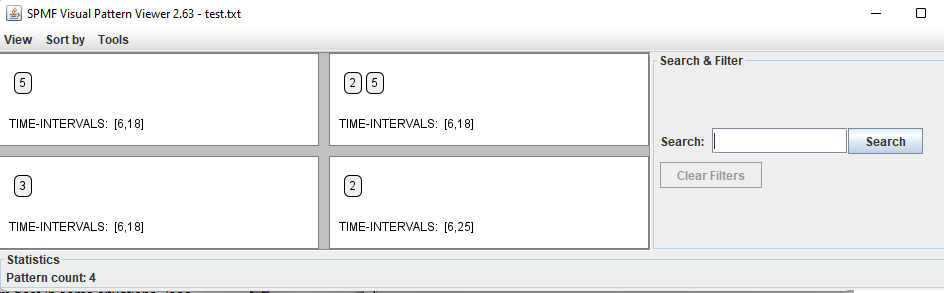 SPMF Visual Pattern Viewer 2.63 - test.txt
View Sort by Tools
5
TIME-INTERVALS: [6,18]
2 5
TIME-INTERVALS: [6,18]
3
TIME-INTERVALS: [6,18]
2
TIME-INTERVALS: [6,25]
Search & Filter
Search: Search
Clear Filters
Statistics
Pattern count: 4